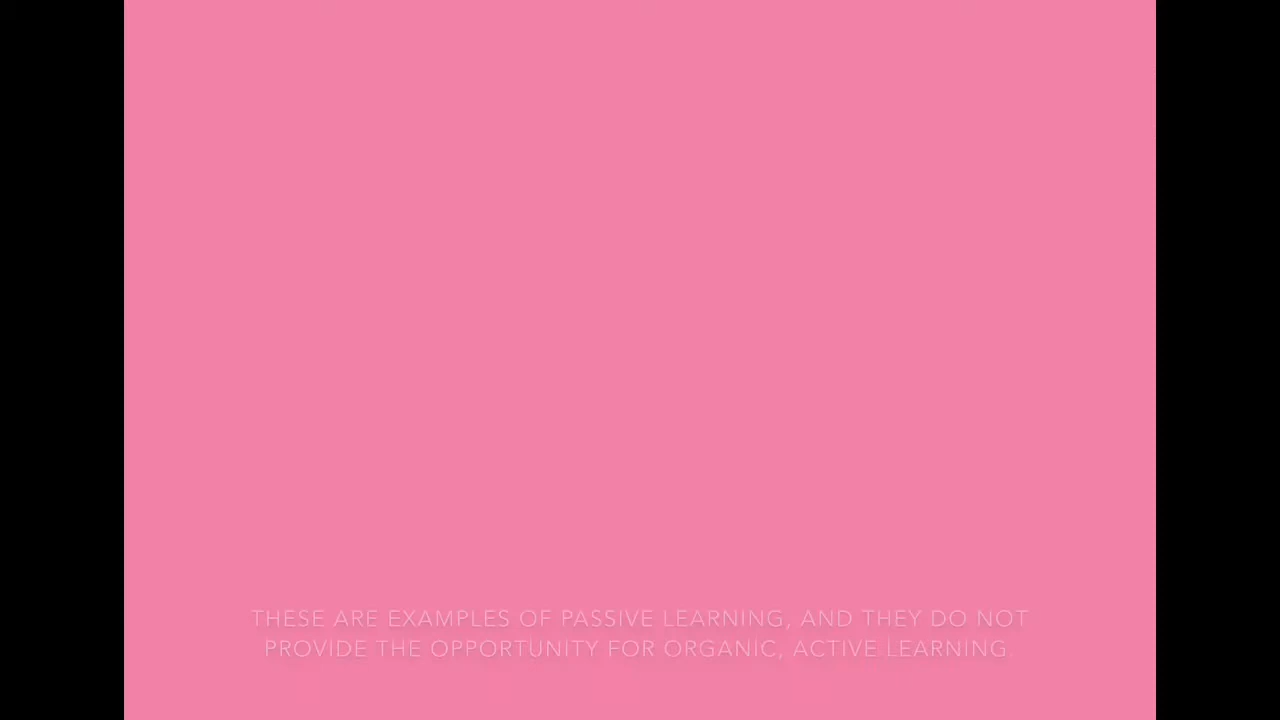 THESE ARE EXAMPLES OF PASSIVE LEARNING, AND THEY DO NOT
PROVIDE THE OPPORTUNITY FOR ORGANIC, ACTIVE LEARNING.